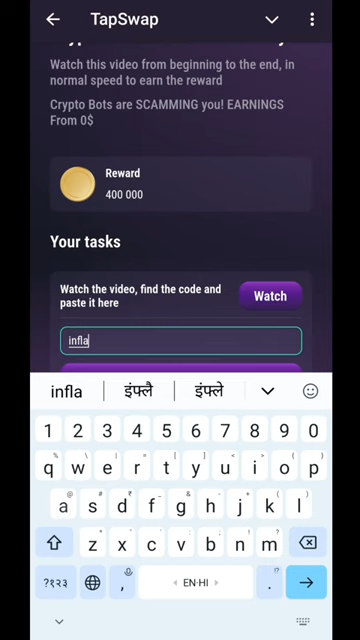 TapSwap
Watch this video from beginning to the end, in
normal speed to earn the reward
Crypto Bots are SCAMMING you! EARNINGS
From 0$
Reward
400 000
Your tasks
Watch the video, find the code and
paste it here
Watch
infla
infla इंफ्लै इंफ्ले
1 2 3 4 5 6 7 8 9 0
q w e r t y u i o p
a s d f g h j k l
z x c v b n m
?१२३ , EN·HI .